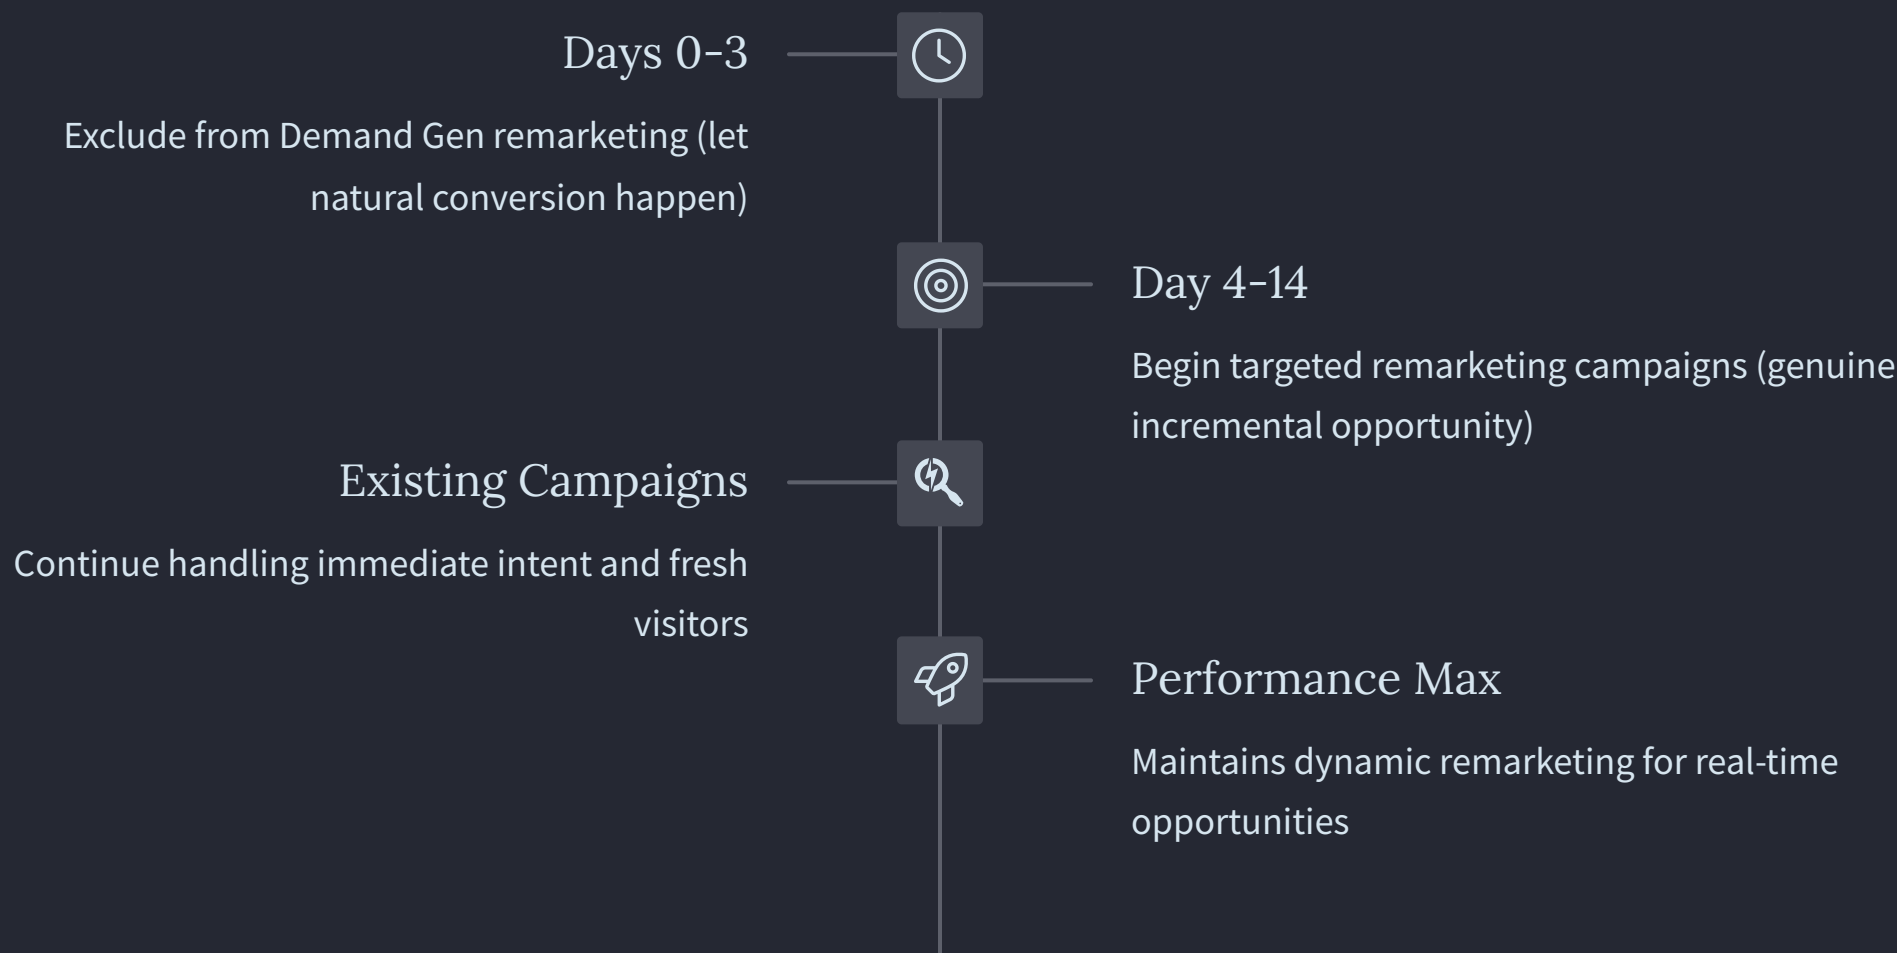 Days 0-3
Exclude from Demand Gen remarketing (let
natural conversion happen)
Day 4-14
Begin targeted remarketing campaigns (genuine
incremental opportunity)
Existing Campaigns
Continue handling immediate intent and fresh
visitors
Performance Max
Maintains dynamic remarketing for real-time
opportunities